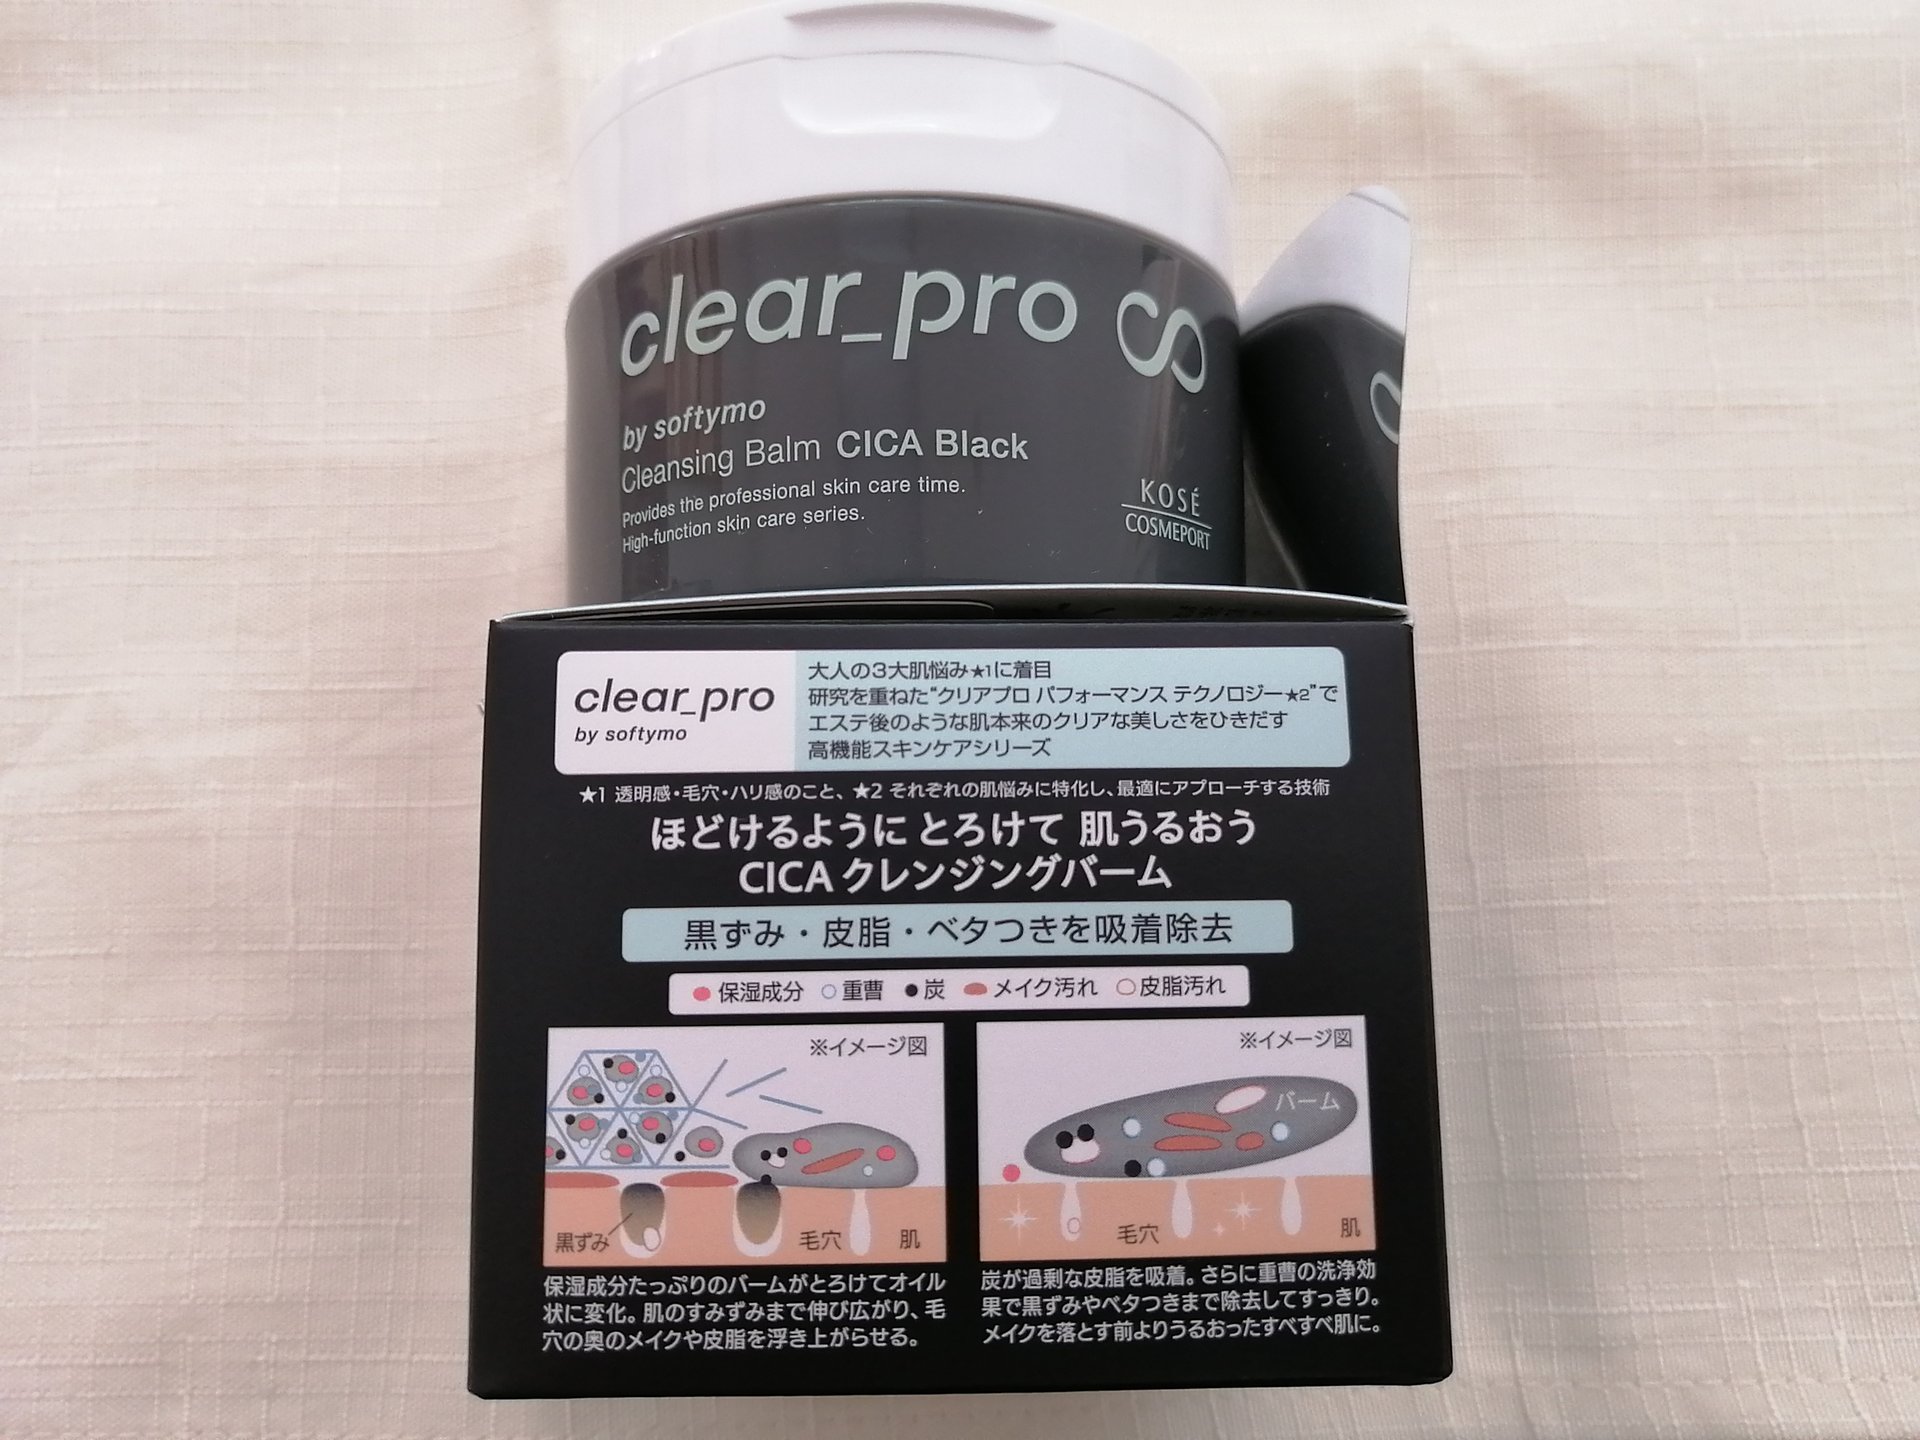 clear_pro
by softymo
Cleansing Balm CICA Black
Provides the professional skin care time.
High-function skin care series.
KOSÉ
COSMEPORT
clear_pro
by softymo
大人の3大肌悩み★1に着目
研究を重ねた“クリアプロ パフォーマンス テクノロジー★2”で
エステ後のような肌本来のクリアな美しさをひきだす
高機能スキンケアシリーズ
★1 透明感・毛穴・ハリ感のこと、★2 それぞれの肌悩みに特化し、最適にアプローチする技術
ほどけるように とろけて 肌うるおう
CICAクレンジングバーム
黒ずみ・皮脂・ベタつきを吸着除去
保湿成分 重曹 炭 メイク汚れ 皮脂汚れ
※イメージ図
黒ずみ 毛穴 肌
保湿成分たっぷりのバームがとろけてオイル
状に変化。肌のすみずみまで伸び広がり、毛
穴の奥のメイクや皮脂を浮き上がらせる。
※イメージ図
バーム
毛穴 肌
炭が過剰な皮脂を吸着。さらに重曹の洗浄効
果で黒ずみやベタつきまで除去してすっきり。
メイクを落とす前よりうるおったすべすべ肌に。